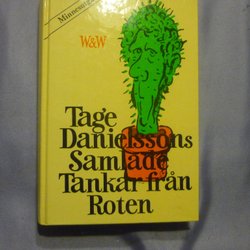 W&W
Tage
Danielssons
Samlade
Tankar från
Roten